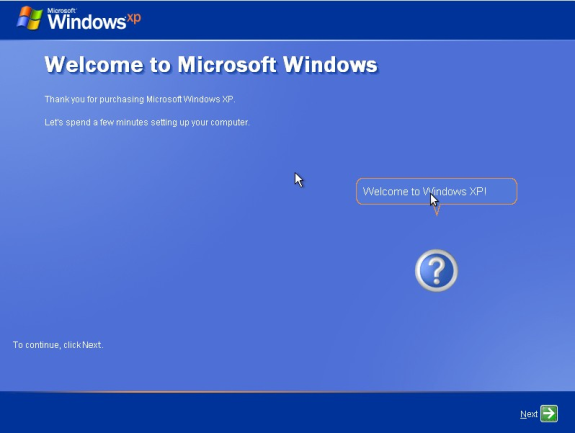 Microsoft
Windows xp
Welcome to Microsoft Windows
Thank you for purchasing Microsoft Windows XP.
Let's spend a few minutes setting up your computer.
Welcome to Windows XP!
?
To continue, click Next.
Next